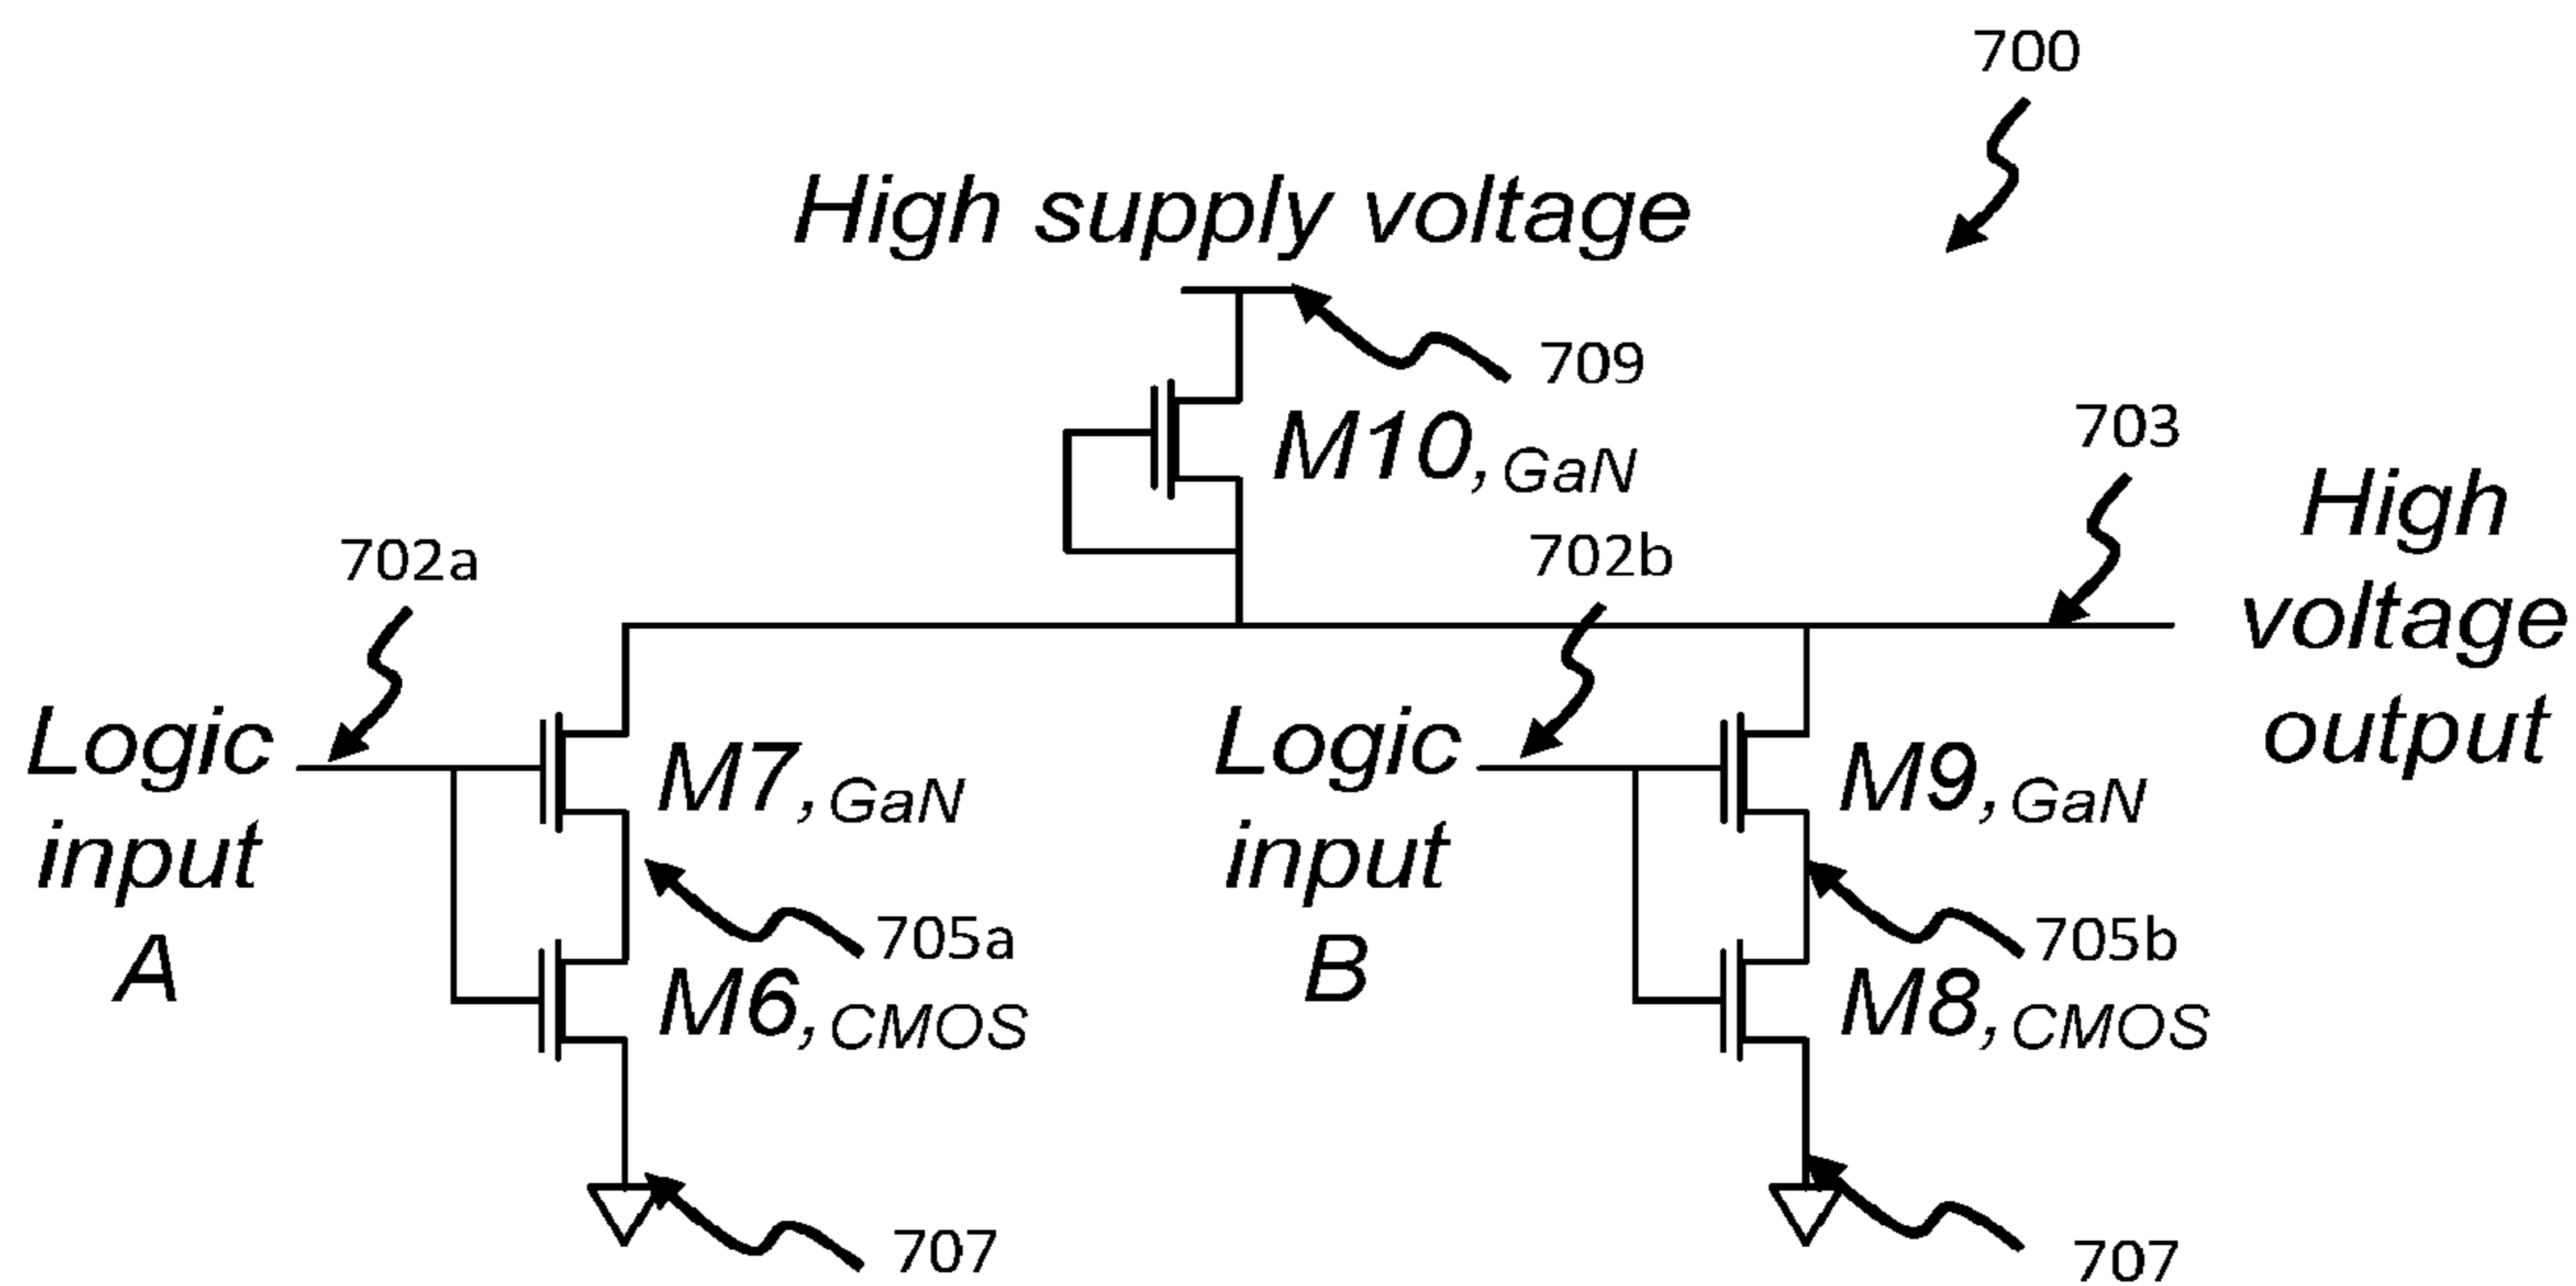 700
High supply voltage
709
M10,GaN
703
High
voltage
output
702a
702b
Logic
input
A
M7,GaN
705a
M6,CMOS
707
Logic
input
B
M9,GaN
705b
M8,CMOS
707